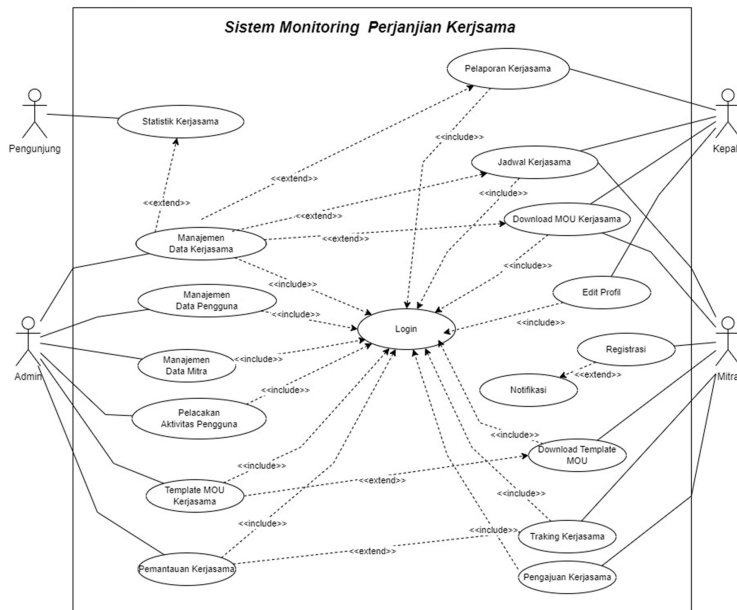 Sistem Monitoring Perjanjian Kerjsama
Pelaporan Kerjasama
Statistik Kerjasama
<<include>>
Pengunjung
Kepal
Jadwal Kerjasama
<<extend>>
<<include>>
<<extend>>
Download MOU Kerjasama
Manajemen
Data Kerjasama
<<extend>>
<<include>>
<<include>>
Manajemen
Data Pengguna
Edit Profil
<<include>>
<<include>>
Login
Registrasi
Admin
Manajemen
Data Mitra
<<include>>
<<extend>>
Mitra
Notifikasi
<<include>>
Pelacakan
Aktivitas Pengguna
<<include>>
Download Template
MOU
<<include>>
Template MOU
Kerjasama
<<extend>>
<<include>>
<<include>>
Traking Kerjasama
<<extend>>
Pemantauan Kerjasama
<<include>>
Pengajuan Kerjasama